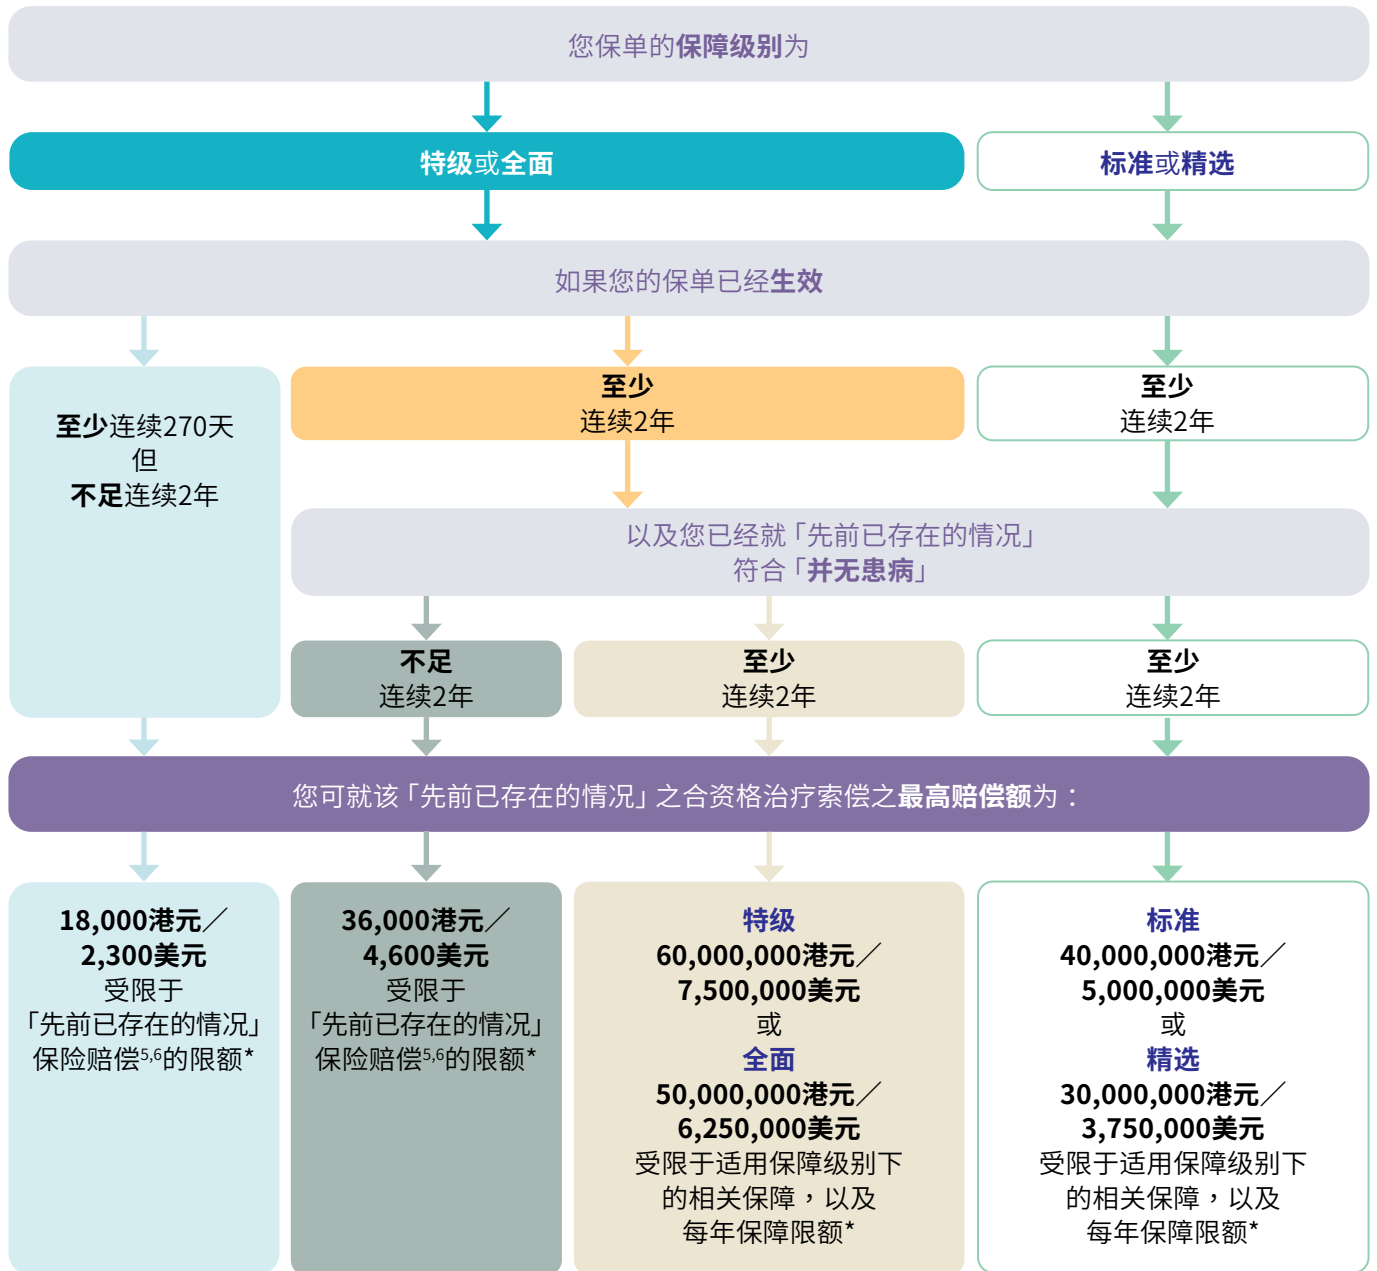 您保单的保障级别为
特级或全面
标准或精选
如果您的保单已经生效
至少连续270天
但
不足连续2年
至少
连续2年
至少
连续2年
以及您已经就「先前已存在的情况」
符合「并无患病」
不足
连续2年
至少
连续2年
至少
连续2年
您可就该「先前已存在的情况」之合资格治疗索偿之最高赔偿额为：
18,000港元／
2,300美元
受限于
「先前已存在的情况」
保险赔偿5,6的限额*
36,000港元／
4,600美元
受限于
「先前已存在的情况」
保险赔偿5,6的限额*
特级
60,000,000港元／
7,500,000美元
或
全面
50,000,000港元／
6,250,000美元
受限于适用保障级别下
的相关保障，以及
每年保障限额*
标准
40,000,000港元／
5,000,000美元
或
精选
30,000,000港元／
3,750,000美元
受限于适用保障级别下
的相关保障，以及
每年保障限额*